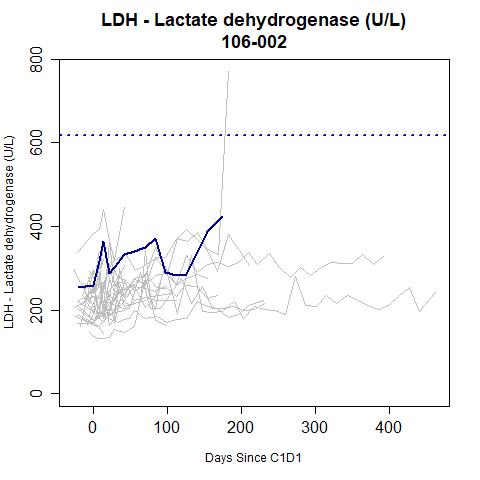 LDH - Lactate dehydrogenase (U/L)
106-002
LDH - Lactate dehydrogenase (U/L)
800
600
400
200
0
0 100 200 300 400
Days Since C1D1